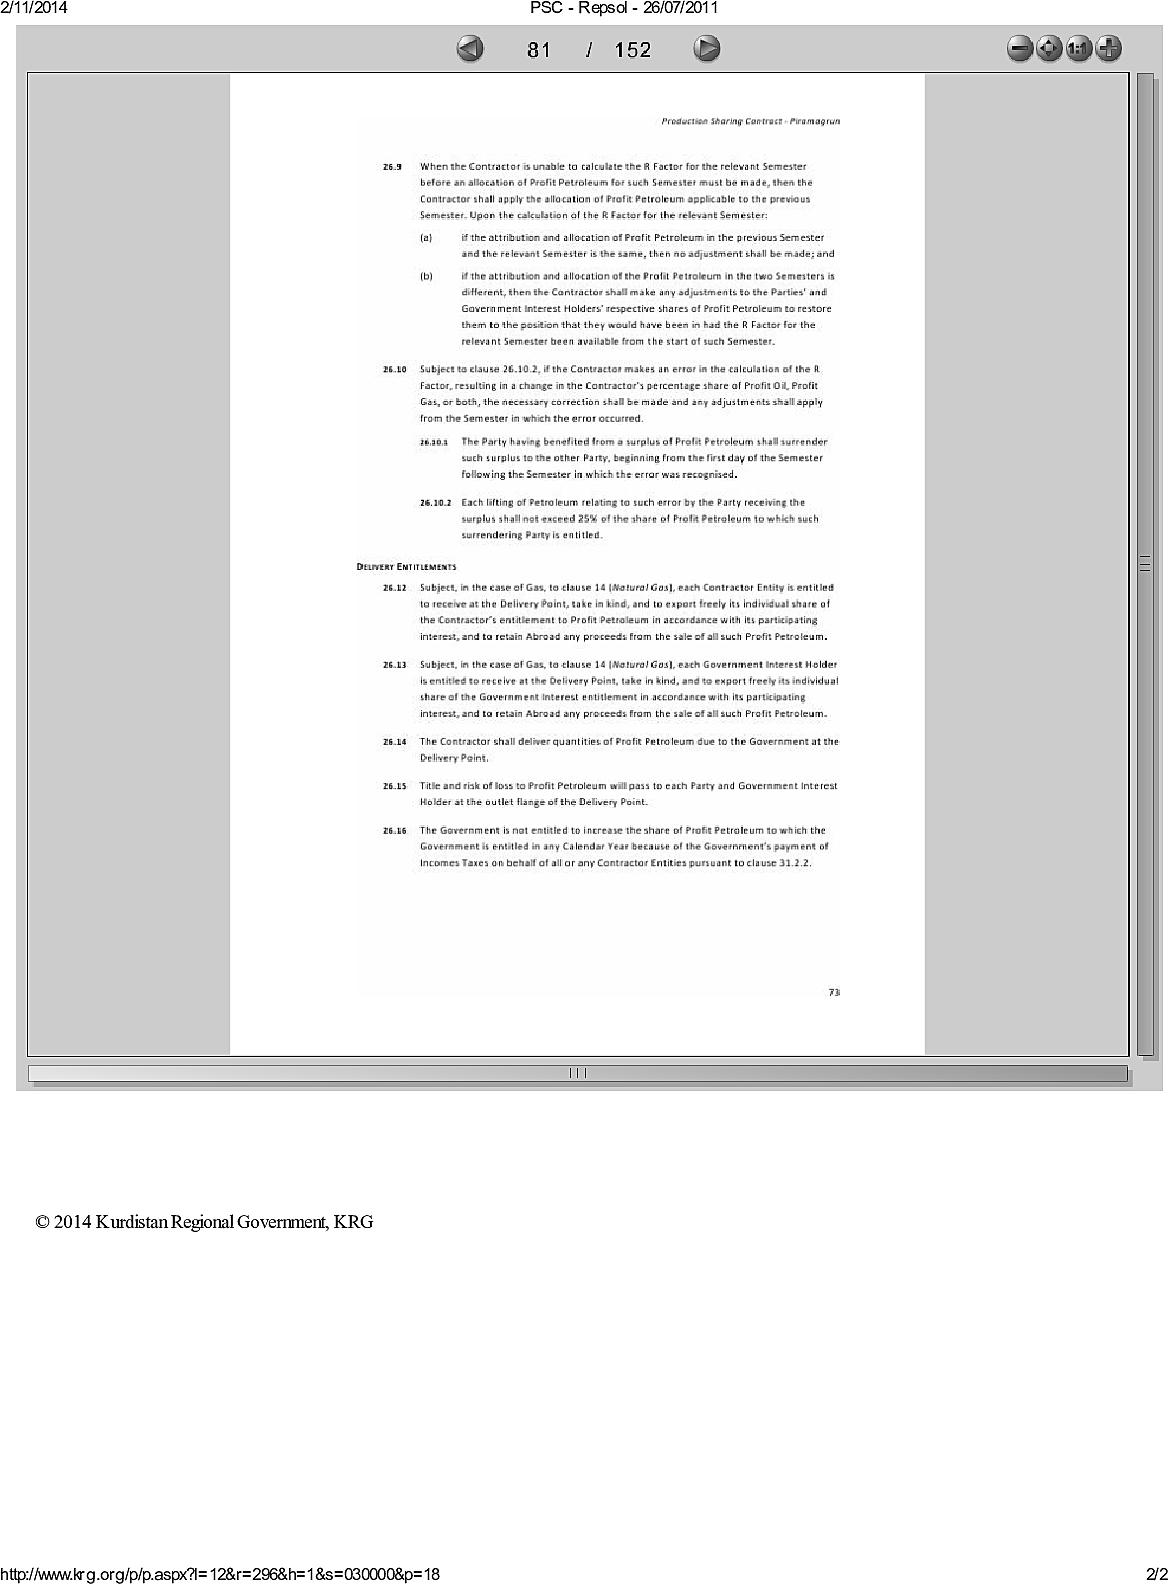 2/11/2014
PSC - Repsol - 26/07/2011
81 / 152
1:1
Production Sharing Contract - Piramagrun
26.9 When the Contractor is unable to calculate the R Factor for the relevant Semester
before an allocation of Profit Petroleum for such Semester must be made, then the
Contractor shall apply the allocation of Profit Petroleum applicable to the previous
Semester. Upon the calculation of the R Factor for the relevant Semester:
(a) if the attribution and allocation of Profit Petroleum in the previous Semester
and the relevant Semester is the same, then no adjustment shall be made; and
(b) if the attribution and allocation of the Profit Petroleum in the two Semesters is
different, then the Contractor shall make any adjustments to the Parties' and
Government Interest Holders' respective shares of Profit Petroleum to restore
them to the position that they would have been in had the R Factor for the
relevant Semester been available from the start of such Semester.
26.10 Subject to clause 26.10.2, if the Contractor makes an error in the calculation of the R
Factor, resulting in a change in the Contractor's percentage share of Profit Oil, Profit
Gas, or both, the necessary correction shall be made and any adjustments shall apply
from the Semester in which the error occurred.
26.10.1 The Party having benefited from a surplus of Profit Petroleum shall surrender
such surplus to the other Party, beginning from the first day of the Semester
following the Semester in which the error was recognised.
26.10.2 Each lifting of Petroleum relating to such error by the Party receiving the
surplus shall not exceed 25% of the share of Profit Petroleum to which such
surrendering Party is entitled.
DELIVERY ENTITLEMENTS
26.12 Subject, in the case of Gas, to clause 14 (Natural Gas), each Contractor Entity is entitled
to receive at the Delivery Point, take in kind, and to export freely its individual share of
the Contractor's entitlement to Profit Petroleum in accordance with its participating
interest, and to retain Abroad any proceeds from the sale of all such Profit Petroleum.
26.13 Subject, in the case of Gas, to clause 14 (Natural Gas), each Government Interest Holder
is entitled to receive at the Delivery Point, take in kind, and to export freely its individual
share of the Government Interest entitlement in accordance with its participating
interest, and to retain Abroad any proceeds from the sale of all such Profit Petroleum.
26.14 The Contractor shall deliver quantities of Profit Petroleum due to the Government at the
Delivery Point.
26.15 Title and risk of loss to Profit Petroleum will pass to each Party and Government Interest
Holder at the outlet flange of the Delivery Point.
26.16 The Government is not entitled to increase the share of Profit Petroleum to which the
Government is entitled in any Calendar Year because of the Government's payment of
Incomes Taxes on behalf of all or any Contractor Entities pursuant to clause 31.2.2.
73
© 2014 Kurdistan Regional Government, KRG
http://www.krg.org/p/p.aspx?l=12&r=296&h=1&s=030000&p=18
2/2